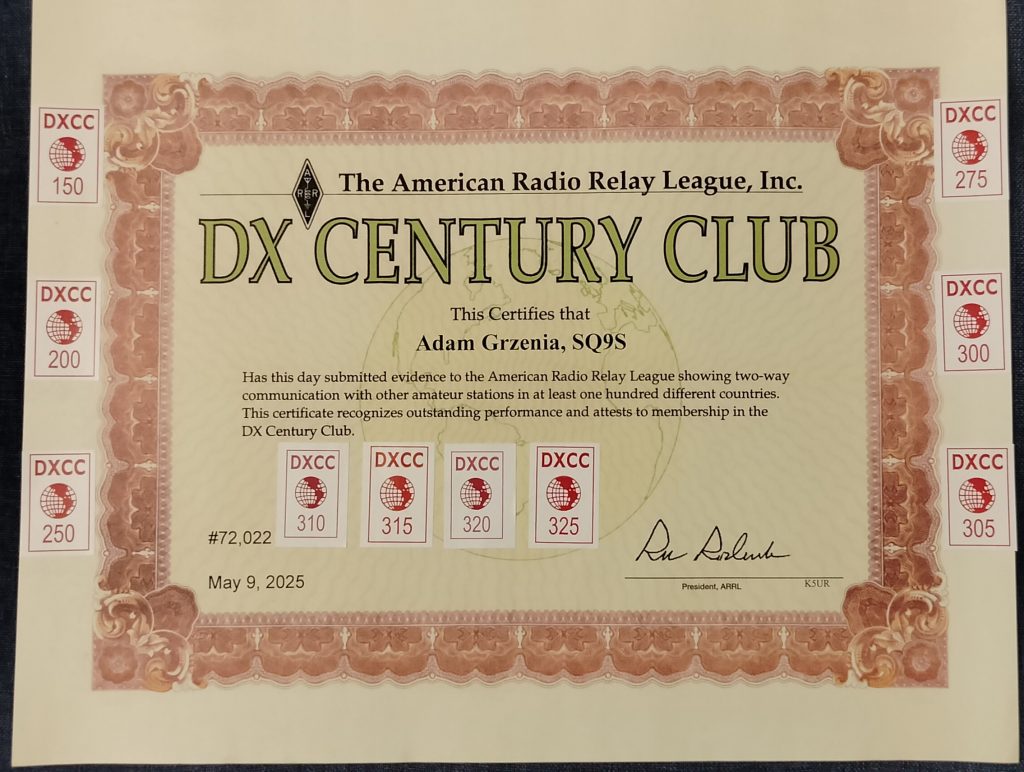 DXCC
150
DXCC
200
DXCC
250
DXCC
275
DXCC
300
DXCC
305
The American Radio Relay League, Inc.
DX CENTURY CLUB
This Certifies that
Adam Grzenia, SQ9S
Has this day submitted evidence to the American Radio Relay League showing two-way
communication with other amateur stations in at least one hundred different countries.
This certificate recognizes outstanding performance and attests to membership in the
DX Century Club.
DXCC
310
DXCC
315
DXCC
320
DXCC
325
#72,022
May 9, 2025
President, ARRL
K5UR